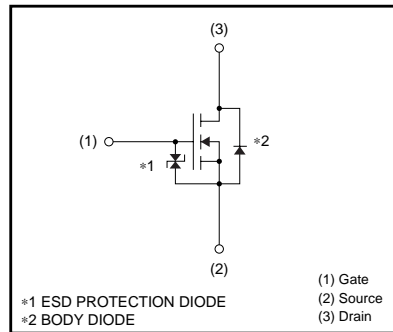 (3)
(1)
∗1
∗2
(2)
∗1 ESD PROTECTION DIODE
∗2 BODY DIODE
(1) Gate
(2) Source
(3) Drain